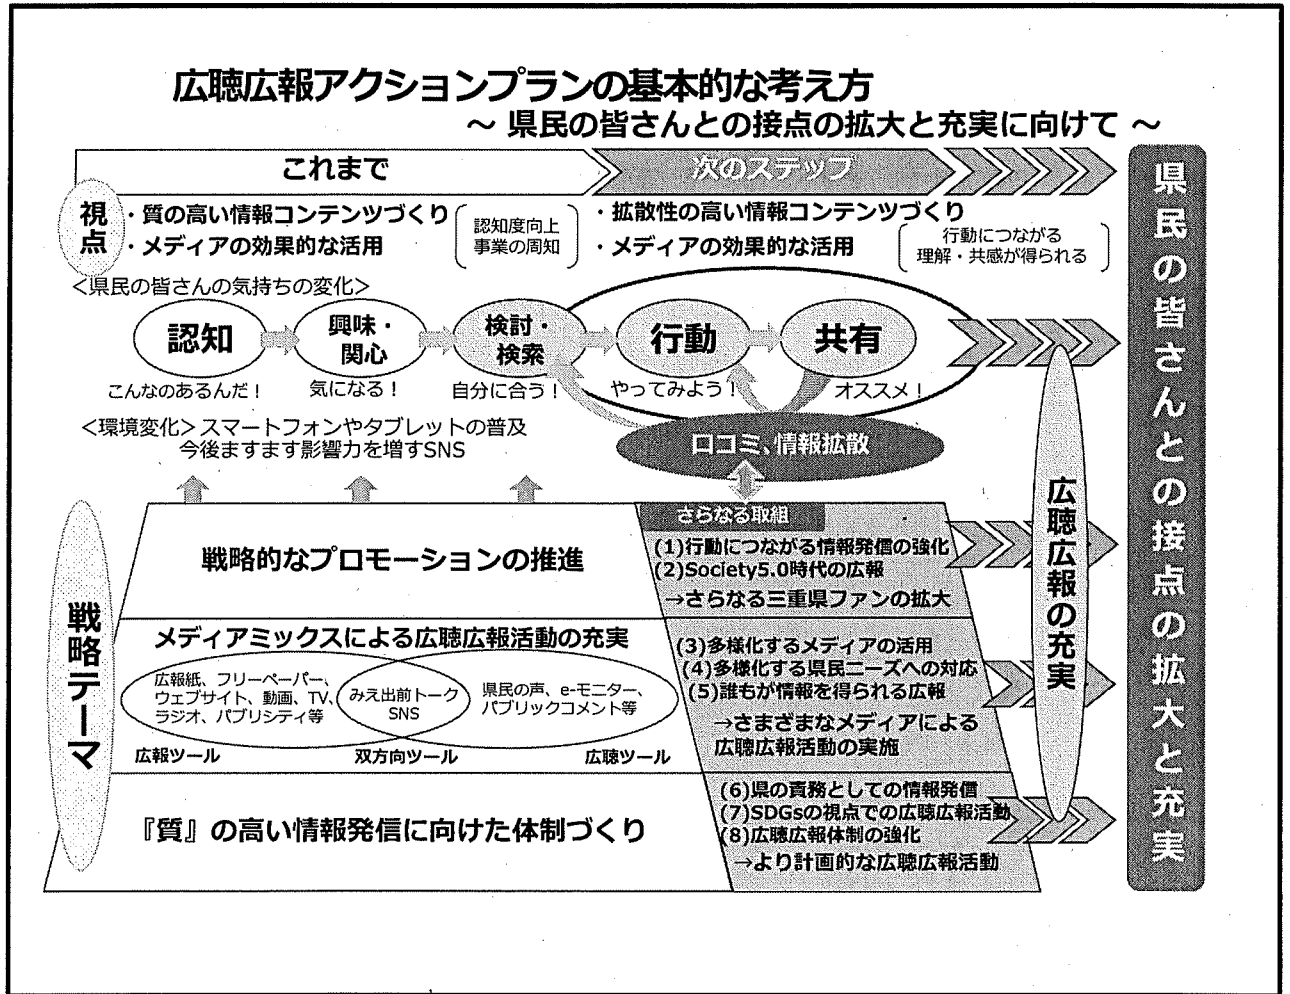 広聴広報アクションプランの基本的な考え方
～ 県民の皆さんとの接点の拡大と充実に向けて ～
これまで
次のステップ
視点
・質の高い情報コンテンツづくり
・メディアの効果的な活用
認知度向上
事業の周知
・拡散性の高い情報コンテンツづくり
・メディアの効果的な活用
行動につながる
理解・共感が得られる
<県民の皆さんの気持ちの変化>
認知
興味・
関心
検討・
検索
行動
共有
こんなのあるんだ！
気になる！
自分に合う！
やってみよう！
オススメ！
<環境変化>スマートフォンやタブレットの普及
今後ますます影響力を増すSNS
口コミ、情報拡散
戦略テーマ
戦略的なプロモーションの推進
さらなる取組
(1)行動につながる情報発信の強化
(2)Society5.0時代の広報
→さらなる三重県ファンの拡大
メディアミックスによる広聴広報活動の充実
広報紙、フリーペーパー、
ウェブサイト、動画、TV、
ラジオ、パブリシティ等
みえ出前トーク
SNS
県民の声、e-モニター、
パブリックコメント等
広報ツール
双方向ツール
広聴ツール
(3)多様化するメディアの活用
(4)多様化する県民ニーズへの対応
(5)誰もが情報を得られる広報
→さまざまなメディアによる
広聴広報活動の実施
『質』の高い情報発信に向けた体制づくり
(6)県の責務としての情報発信
(7)SDGsの視点での広聴広報活動
(8)広聴広報体制の強化
→より計画的な広聴広報活動
広聴広報の充実
県民の皆さんとの接点の拡大と充実